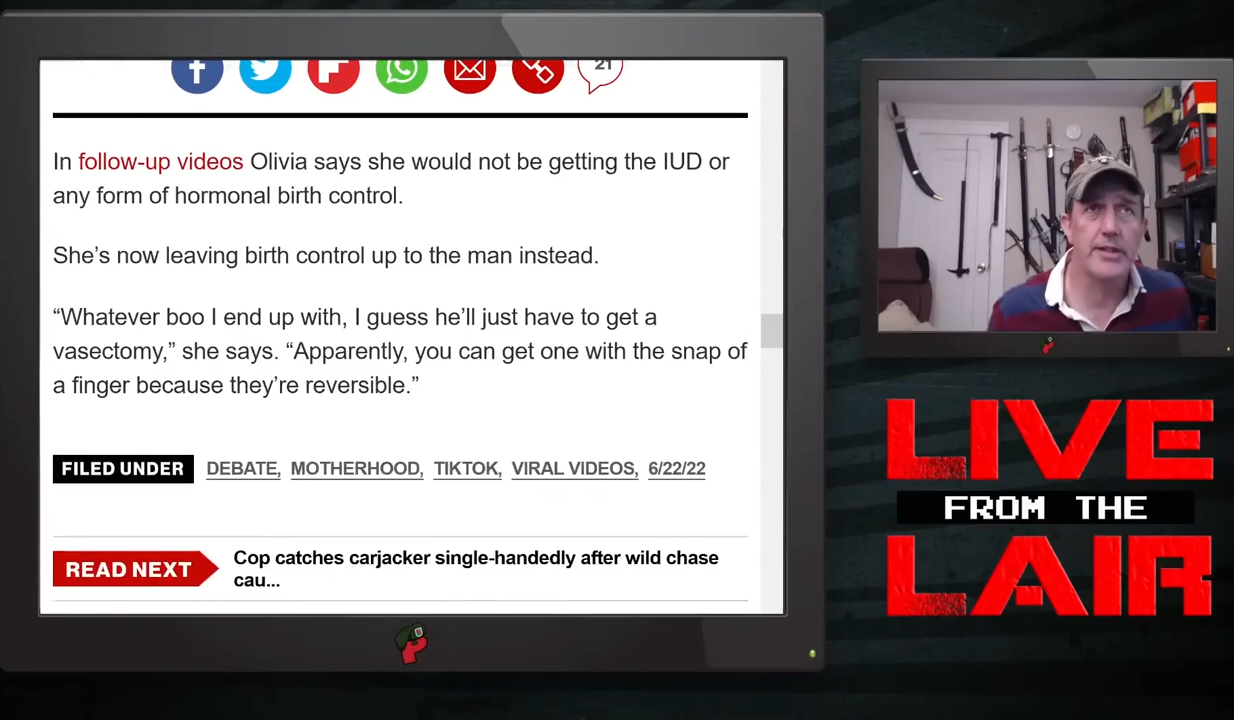 21
In follow-up videos Olivia says she would not be getting the IUD or
any form of hormonal birth control.
She’s now leaving birth control up to the man instead.
“Whatever boo I end up with, I guess he’ll just have to get a
vasectomy,” she says. “Apparently, you can get one with the snap of
a finger because they’re reversible.”
FILED UNDER DEBATE, MOTHERHOOD, TIKTOK, VIRAL VIDEOS, 6/22/22
READ NEXT Cop catches carjacker single-handedly after wild chase
cau...
LIVE
FROM THE
LAIR